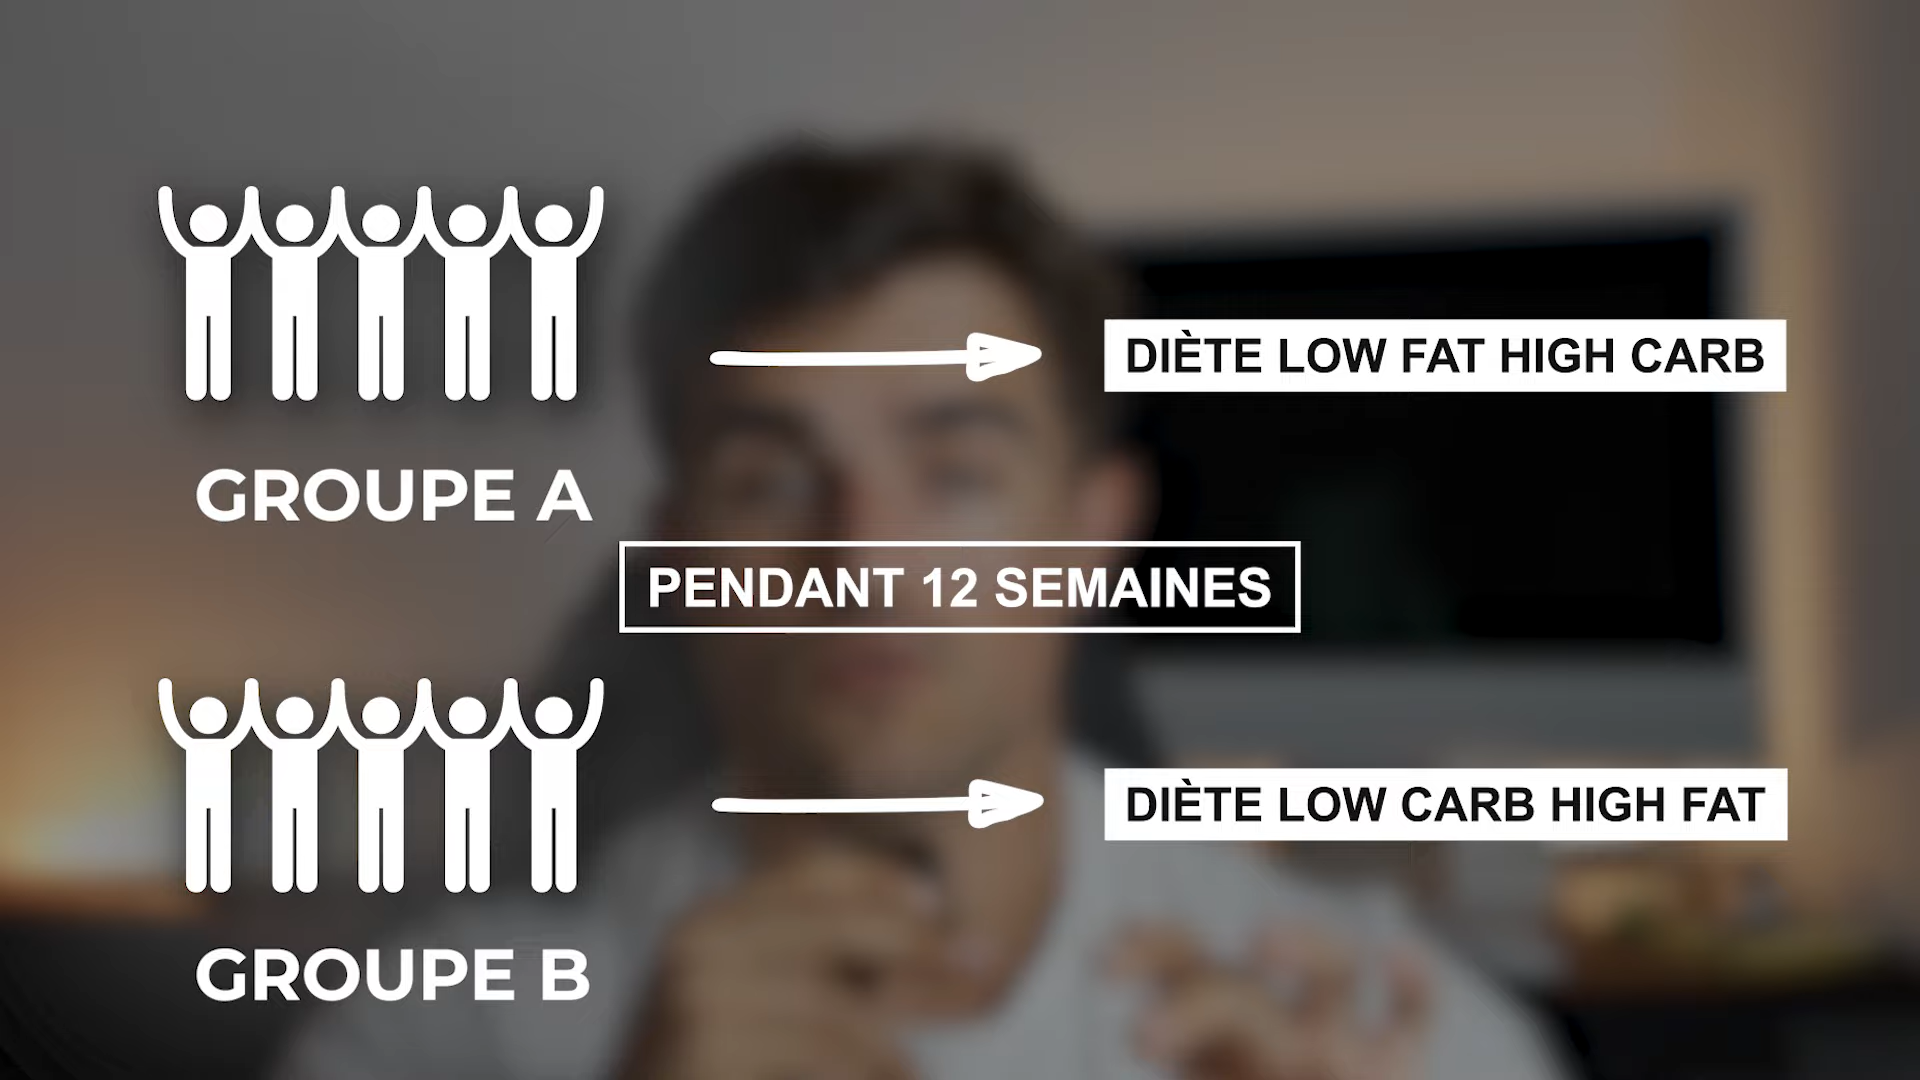 DIÈTE LOW FAT HIGH CARB
GROUPE A
PENDANT 12 SEMAINES
DIÈTE LOW CARB HIGH FAT
GROUPE B